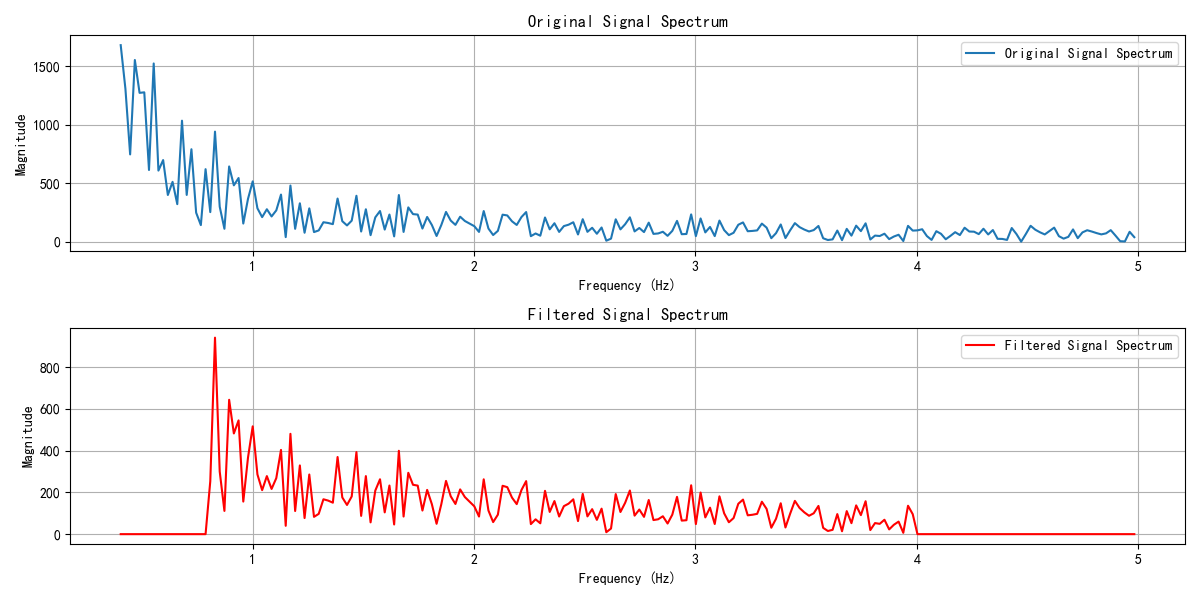 Original Signal Spectrum
Original Signal Spectrum
Magnitude
1500
1000
500
0
1 2 3 4 5
Frequency (Hz)
Filtered Signal Spectrum
Filtered Signal Spectrum
Magnitude
800
600
400
200
0
1 2 3 4 5
Frequency (Hz)